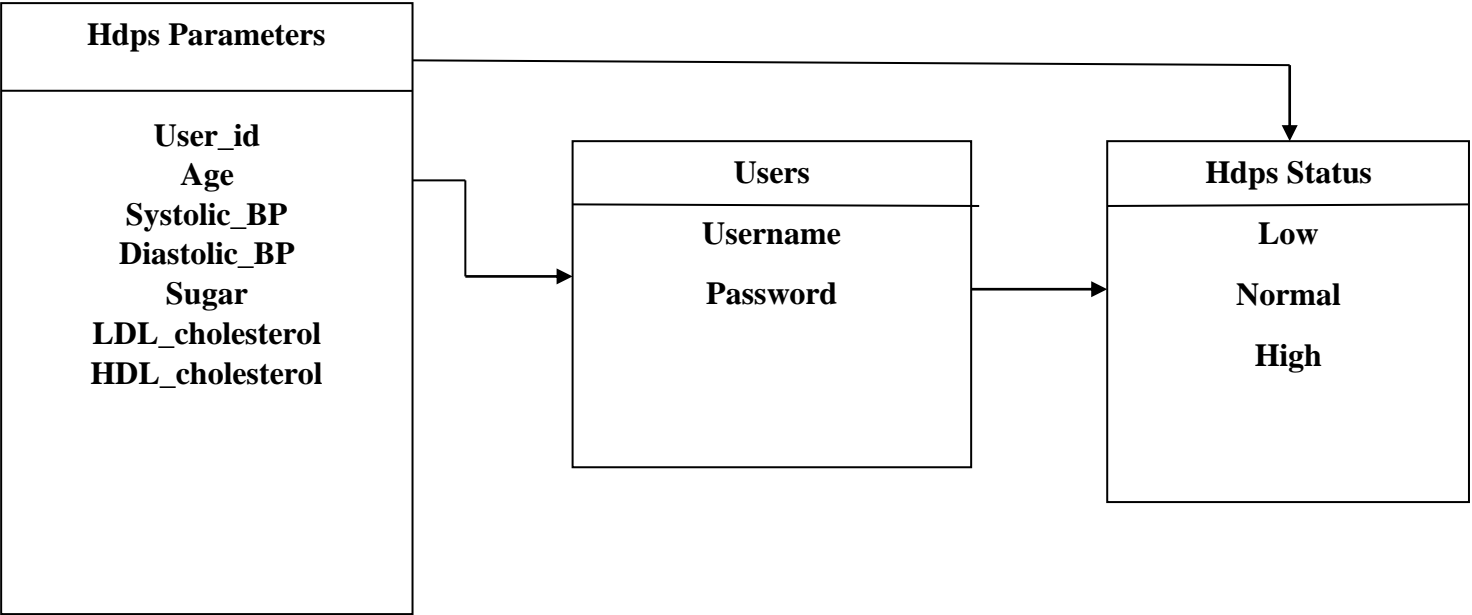 Hdps Parameters
User_id
Age
Systolic_BP
Diastolic_BP
Sugar
LDL_cholesterol
HDL_cholesterol
Users
Username
Password
Hdps Status
Low
Normal
High